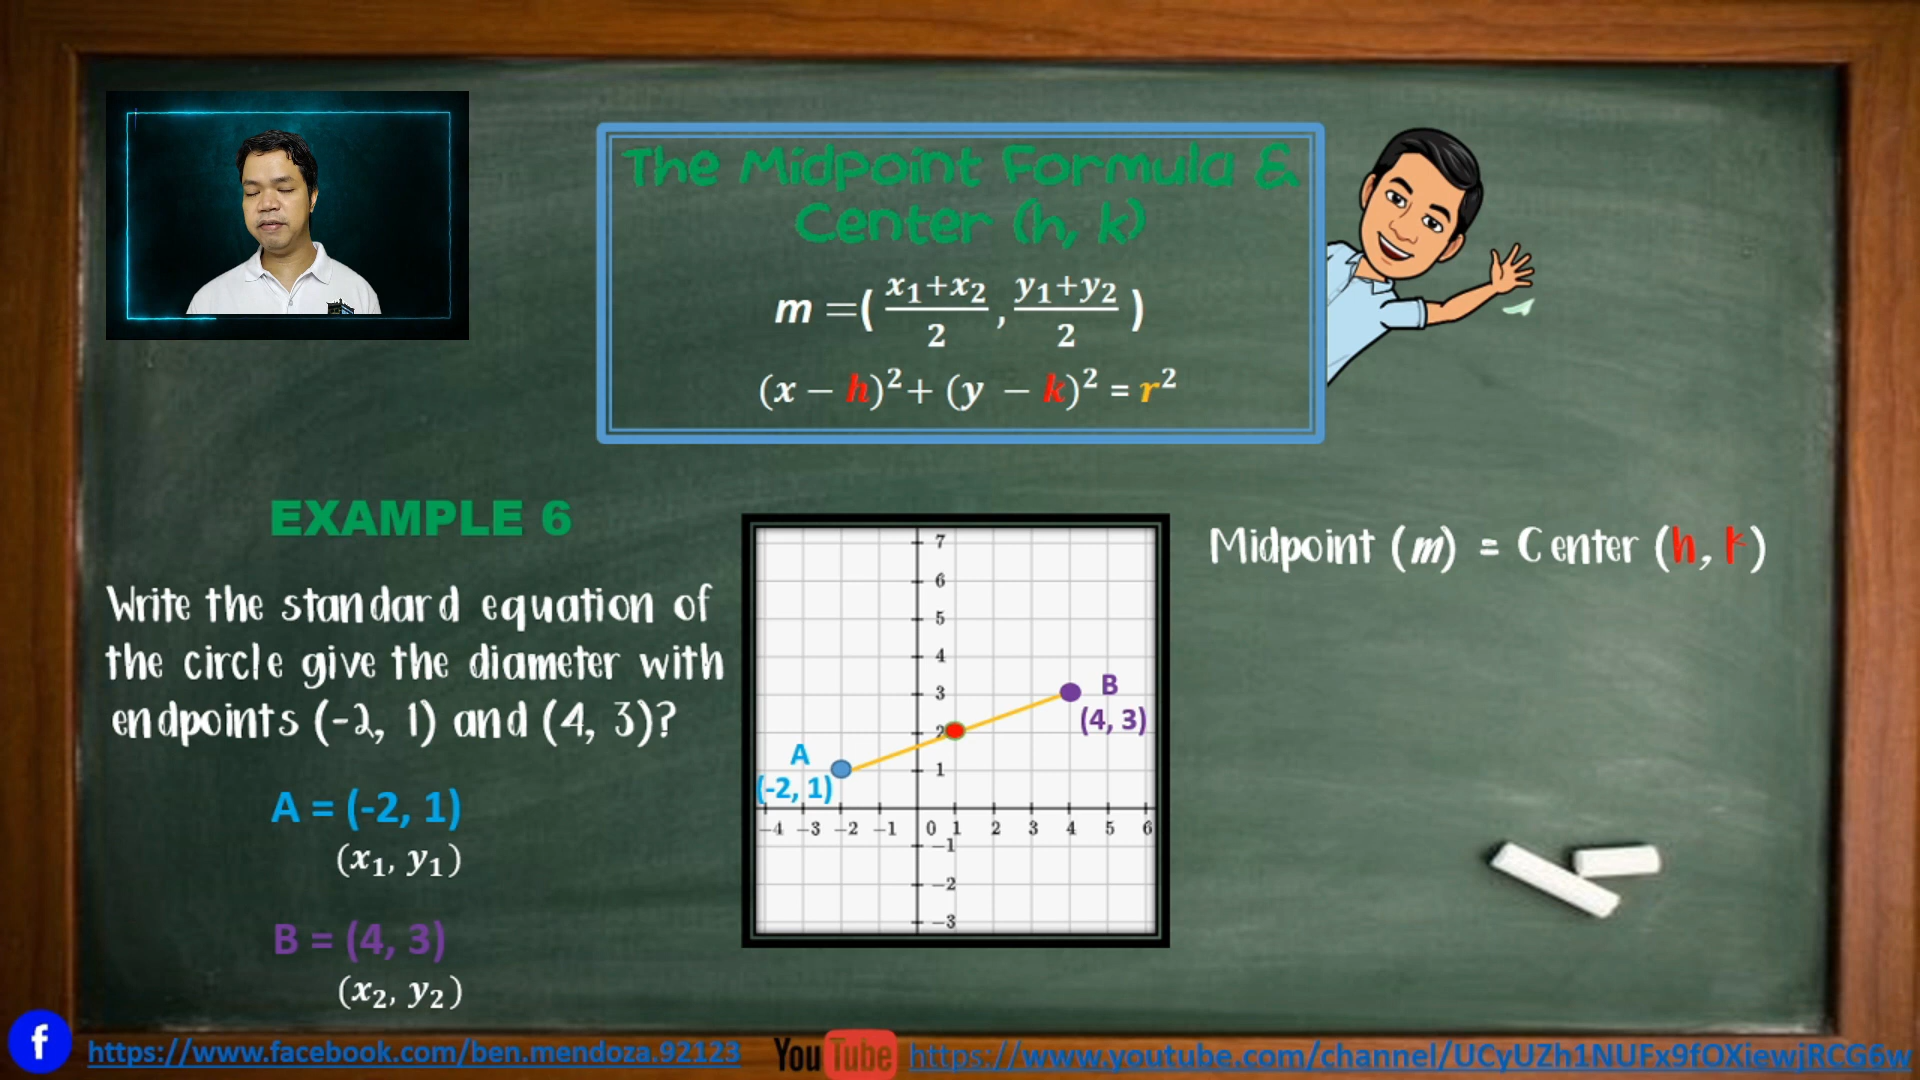 The Midpoint Formula &
Center (h, k)
m =( x₁+x₂/2 , y₁+y₂/2 )
(x − h)²+ (y − k)² = r²
EXAMPLE 6
Write the standard equation of
the circle give the diameter with
endpoints (-2, 1) and (4, 3)?
A = (-2, 1)
(x₁, y₁)
B = (4, 3)
(x₂, y₂)
7
6
5
4
3
2
1
B
(4, 3)
A
(-2, 1)
−4 −3 −2 −1 0 1 2 3 4 5 6
−1
−2
−3
Midpoint (m) = Center (h, k)
f
https://www.facebook.com/ben.mendoza.92123
YouTube
https://www.youtube.com/channel/UCyUZh1NUFx9fOXiewjRCG6w